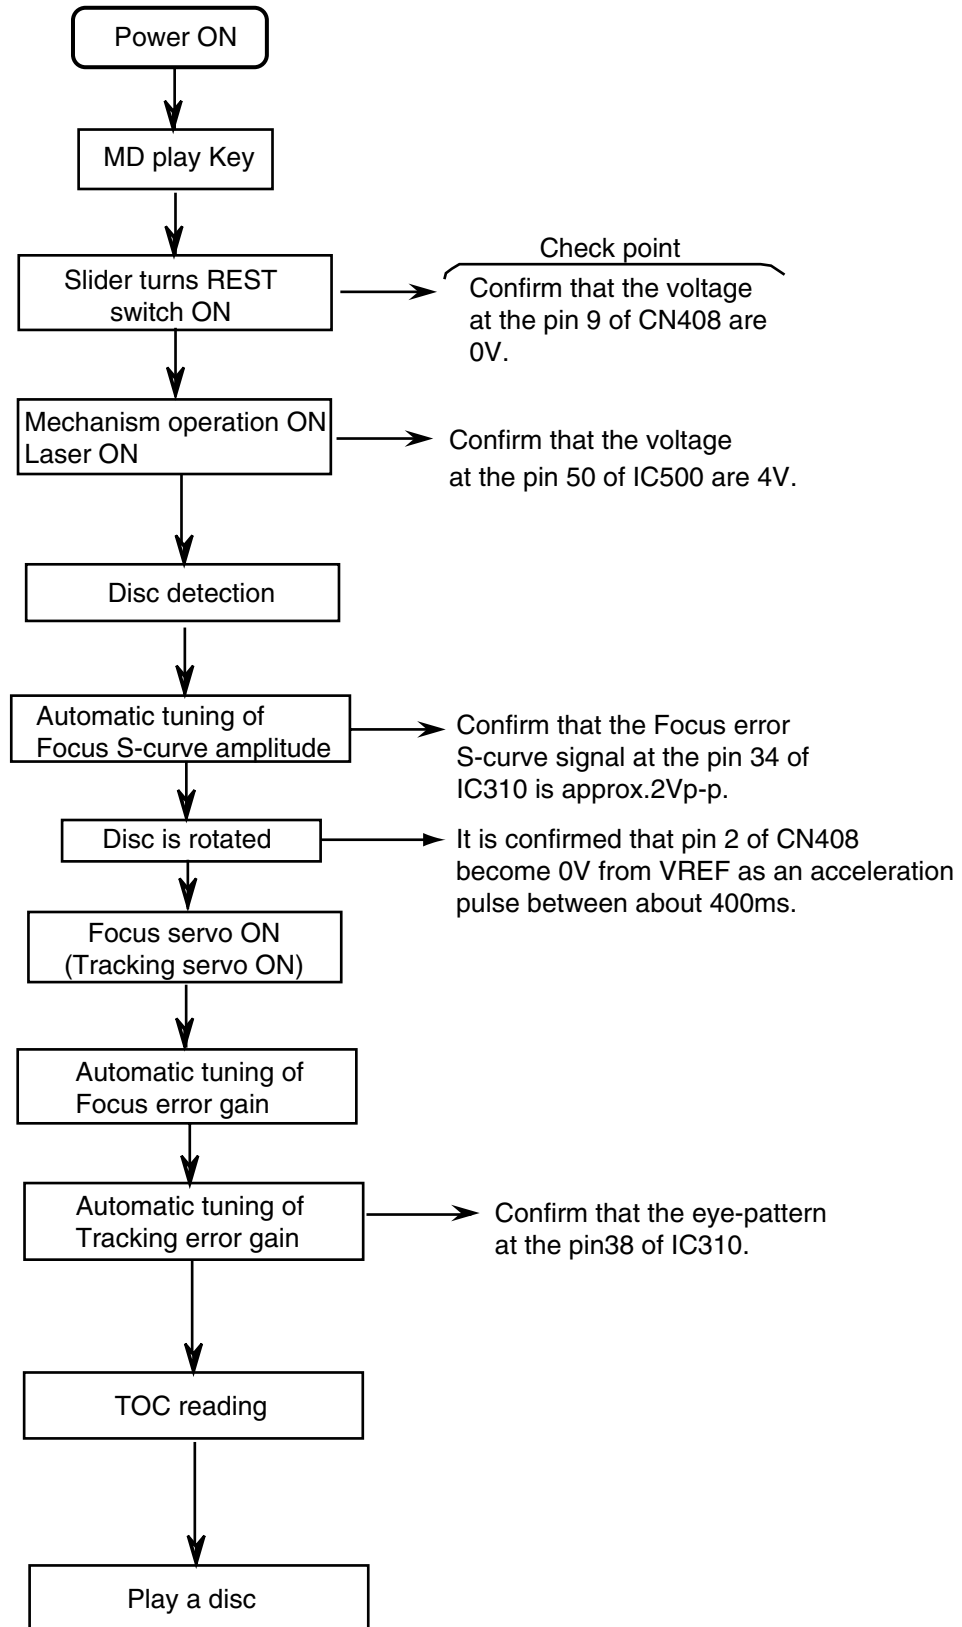 Power ON
MD play Key
Slider turns REST
switch ON
Check point
Confirm that the voltage
at the pin 9 of CN408 are
0V.
Mechanism operation ON
Laser ON
Confirm that the voltage
at the pin 50 of IC500 are 4V.
Disc detection
Automatic tuning of
Focus S-curve amplitude
Confirm that the Focus error
S-curve signal at the pin 34 of
IC310 is approx.2Vp-p.
Disc is rotated
It is confirmed that pin 2 of CN408
become 0V from VREF as an acceleration
pulse between about 400ms.
Focus servo ON
(Tracking servo ON)
Automatic tuning of
Focus error gain
Automatic tuning of
Tracking error gain
Confirm that the eye-pattern
at the pin38 of IC310.
TOC reading
Play a disc